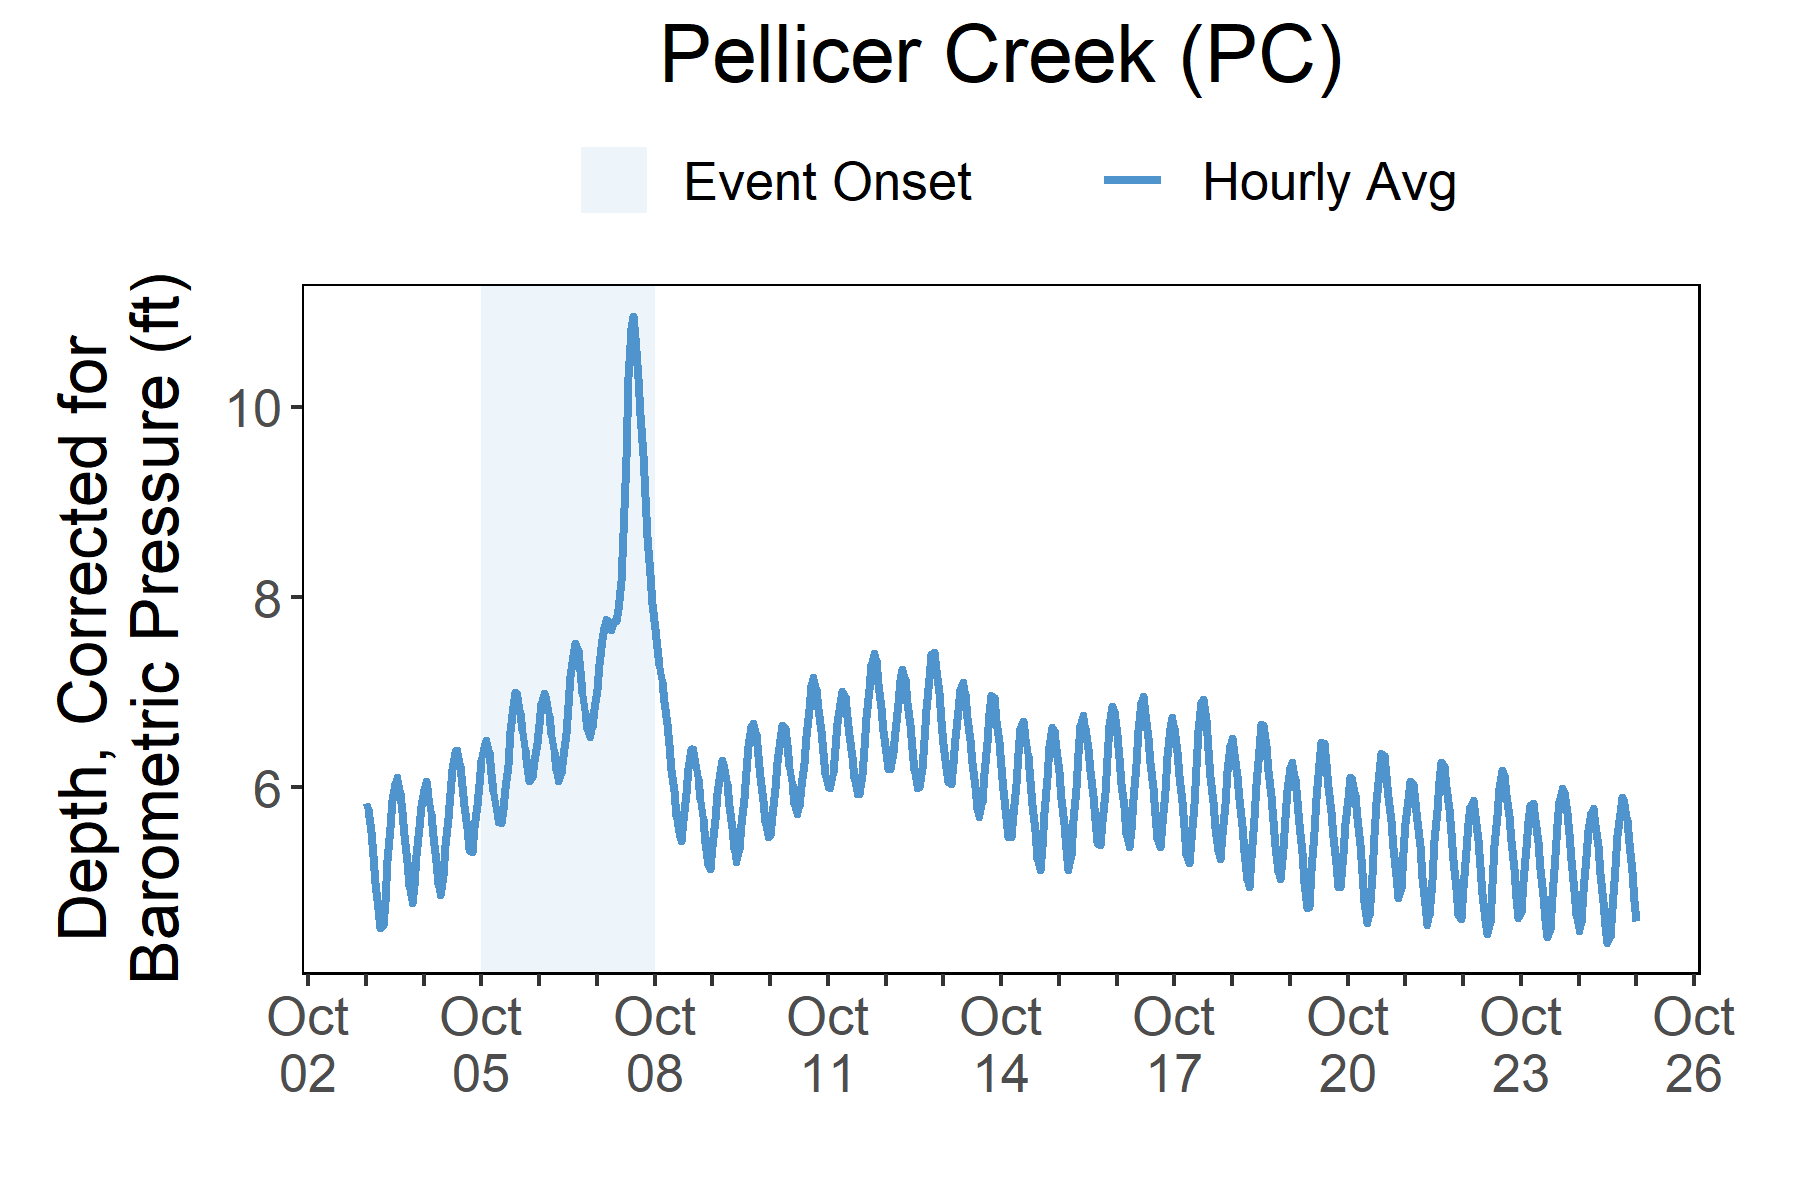 Pellicer Creek (PC)
Event Onset
Hourly Avg
Depth, Corrected for
Barometric Pressure (ft)
10
8
6
Oct 02
Oct 05
Oct 08
Oct 11
Oct 14
Oct 17
Oct 20
Oct 23
Oct 26